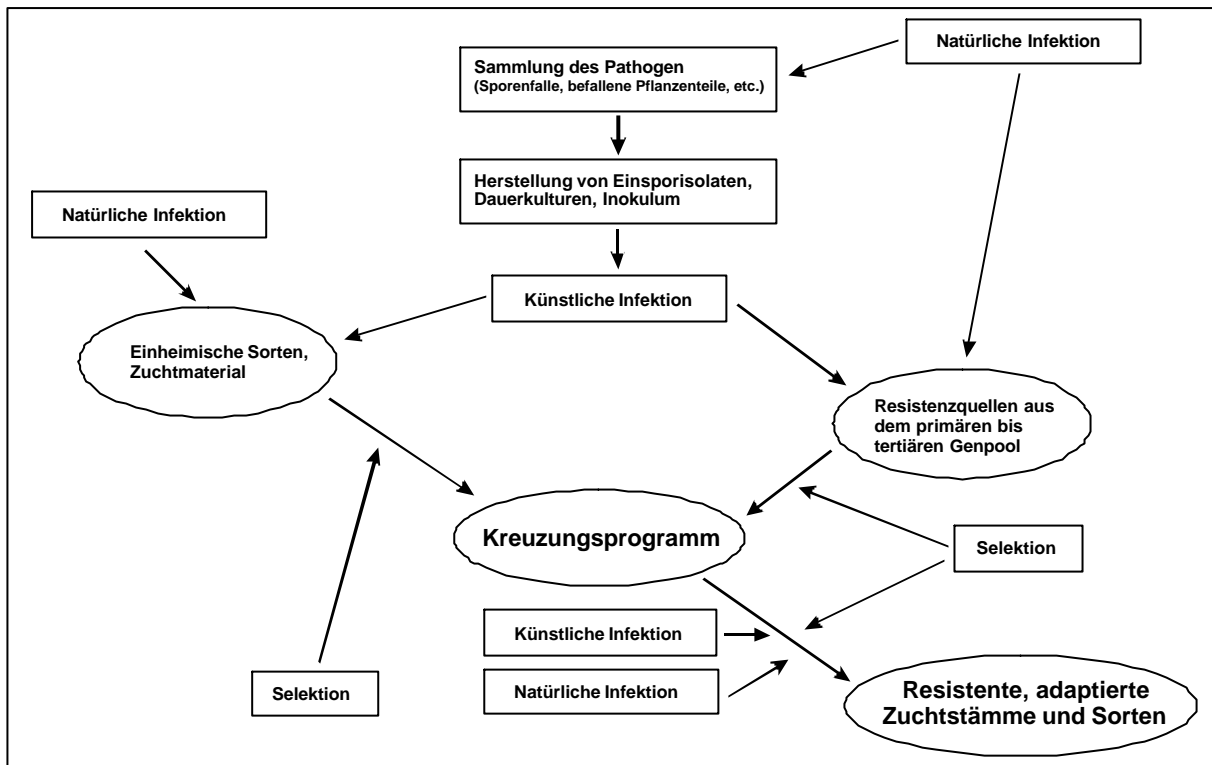 Natürliche Infektion
Sammlung des Pathogen
(Sporenfalle, befallene Pflanzenteile, etc.)
Herstellung von Einsporisolaten,
Dauerkulturen, Inokulum
Natürliche Infektion
Künstliche Infektion
Einheimische Sorten,
Zuchtmaterial
Resistenzquellen aus
dem primären bis
tertiären Genpool
Kreuzungsprogramm
Selektion
Künstliche Infektion
Selektion
Natürliche Infektion
Resistente, adaptierte
Zuchtstämme und Sorten